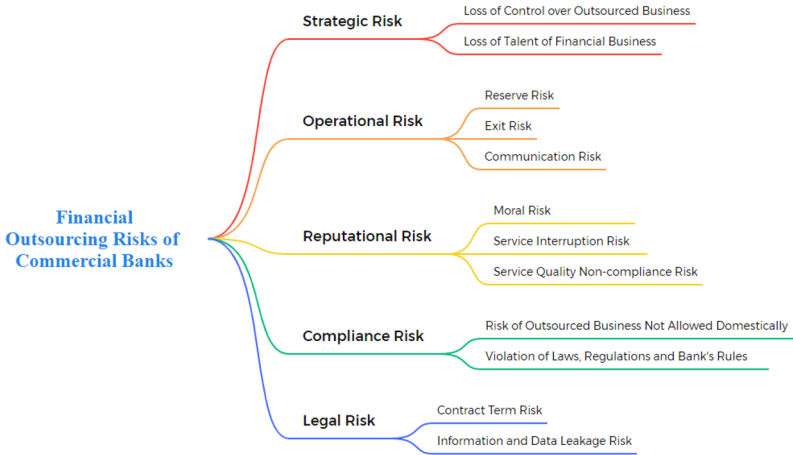 Financial
Outsourcing Risks of
Commercial Banks
Strategic Risk
Loss of Control over Outsourced Business
Loss of Talent of Financial Business
Operational Risk
Reserve Risk
Exit Risk
Communication Risk
Reputational Risk
Moral Risk
Service Interruption Risk
Service Quality Non-compliance Risk
Compliance Risk
Risk of Outsourced Business Not Allowed Domestically
Violation of Laws, Regulations and Bank's Rules
Legal Risk
Contract Term Risk
Information and Data Leakage Risk